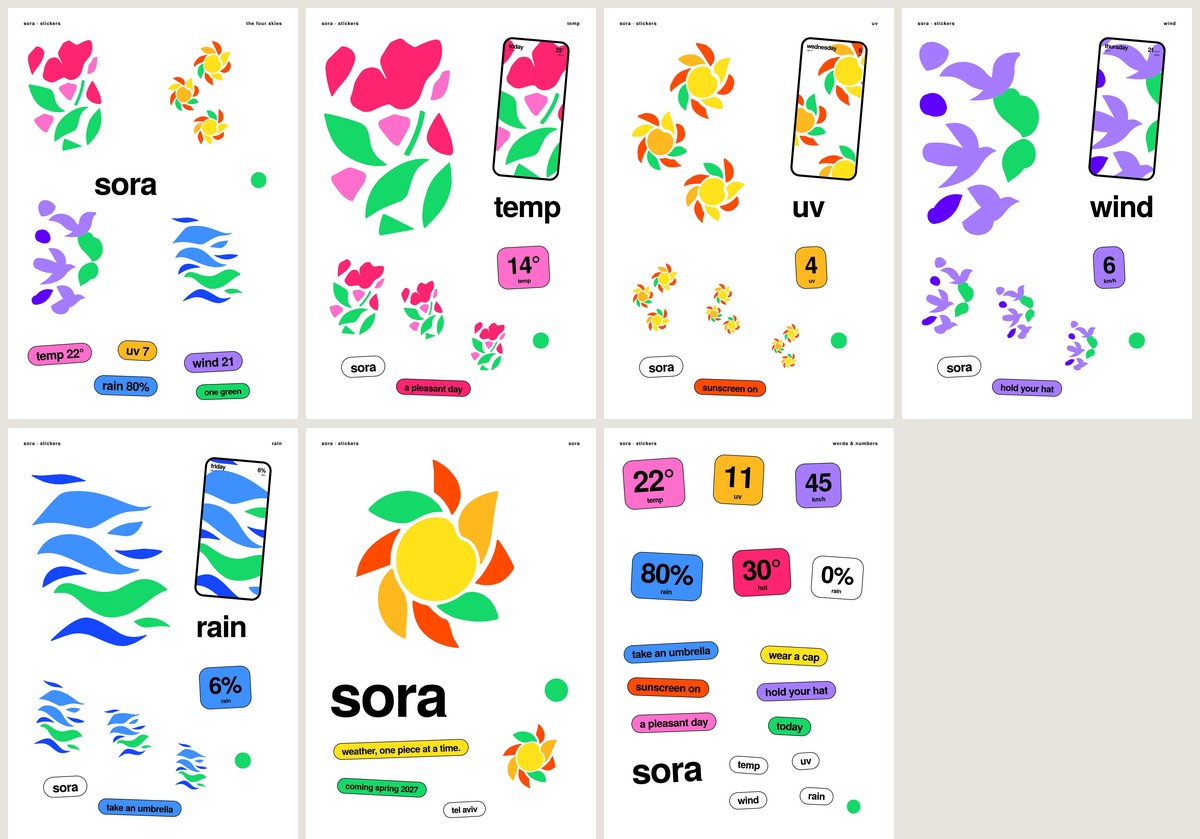 sora · stickers
the four skies
sora
temp 22°
uv 7
wind 21
rain 80%
one green
sora · stickers
temp
today
temp
14°
temp
sora
a pleasant day
sora · stickers
uv
wednesday
uv
4
uv
sora
sunscreen on
sora · stickers
wind
thursday
21
wind
6
km/h
sora
hold your hat
sora · stickers
rain
friday
6%
rain
6%
rain
sora
take an umbrella
sora · stickers
sora
sora
weather, one piece at a time.
coming spring 2027
tel aviv
sora · stickers
words & numbers
22°
temp
11
uv
45
km/h
80%
rain
30°
hot
0%
rain
take an umbrella
wear a cap
sunscreen on
hold your hat
a pleasant day
today
sora
temp
uv
wind
rain